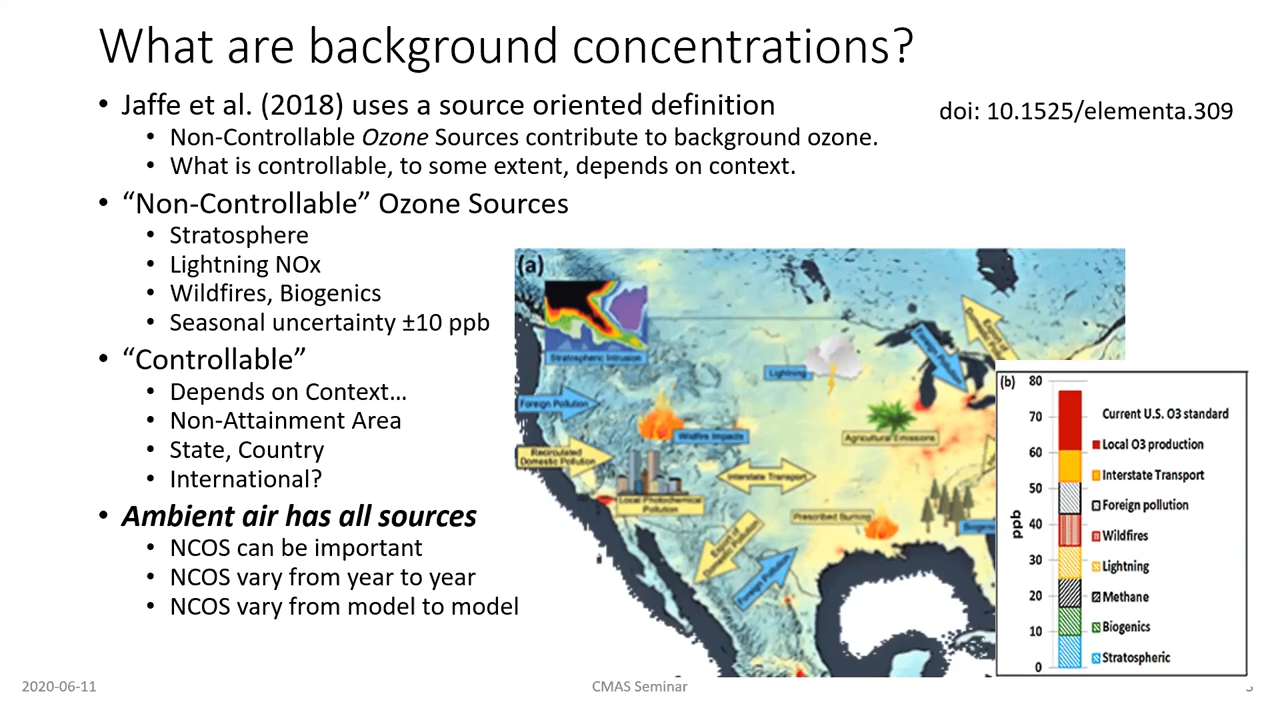 What are background concentrations?
• Jaffe et al. (2018) uses a source oriented definition
doi: 10.1525/elementa.309
• Non-Controllable Ozone Sources contribute to background ozone.
• What is controllable, to some extent, depends on context.
• “Non-Controllable” Ozone Sources
• Stratosphere
• Lightning NOx
• Wildfires, Biogenics
• Seasonal uncertainty ±10 ppb
• “Controllable”
• Depends on Context…
• Non-Attainment Area
• State, Country
• International?
• Ambient air has all sources
• NCOS can be important
• NCOS vary from year to year
• NCOS vary from model to model
(a)
Stratospheric Intrusion
Lightning
Foreign Pollution
Wildfire Impacts
Agricultural Emissions
Recirculated
Domestic Pollution
Interstate Transport
Local Photochemical
Pollution
Prescribed Burning
Export of
Domestic Pollution
Foreign Pollution
(b)
80
70
60
50
40
30
20
10
0
ppb
Current U.S. O3 standard
Local O3 production
Interstate Transport
Foreign pollution
Wildfires
Lightning
Methane
Biogenics
Stratospheric
2020-06-11
CMAS Seminar